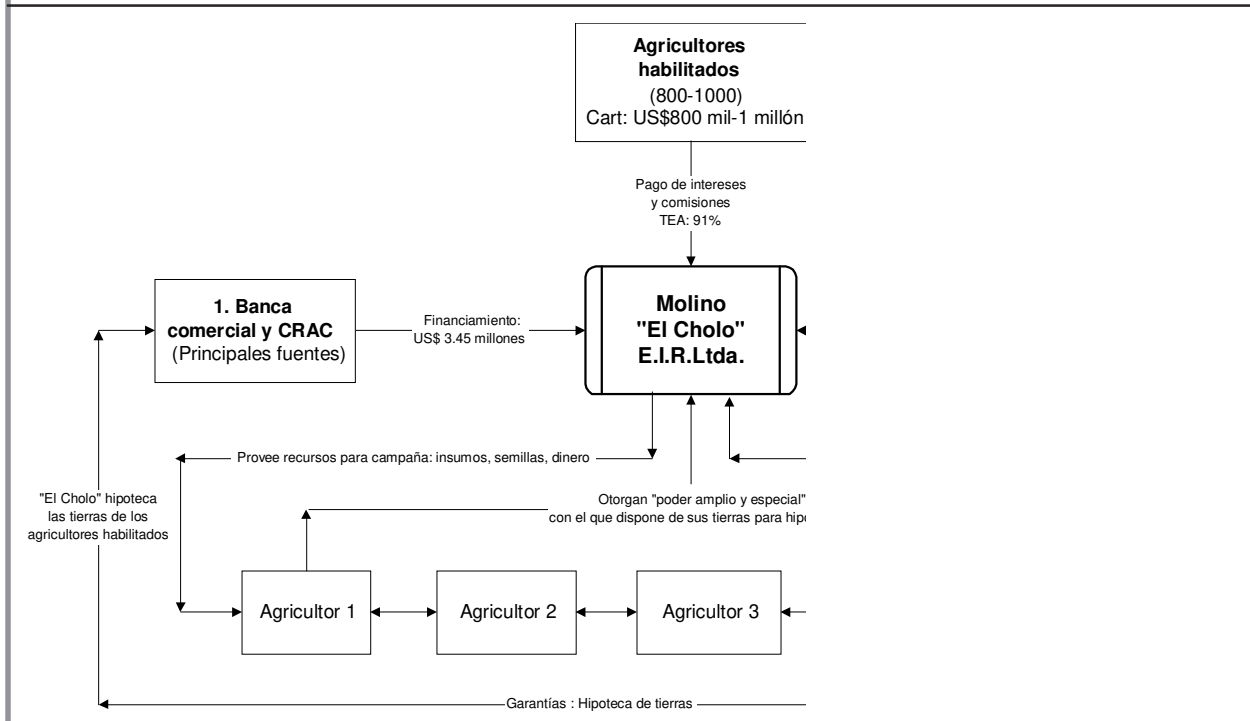 Agricultores
habilitados
(800-1000)
Cart: US$800 mil-1 millón
Pago de intereses
y comisiones
TEA: 91%
1. Banca
comercial y CRAC
(Principales fuentes)
Financiamiento:
US$ 3.45 millones
Molino
"El Cholo"
E.I.R.Ltda.
Provee recursos para campaña: insumos, semillas, dinero
"El Cholo" hipoteca
las tierras de los
agricultores habilitados
Otorgan "poder amplio y especial"
con el que dispone de sus tierras para
Agricultor 1
Agricultor 2
Agricultor 3
Garantías : Hipoteca de tierras